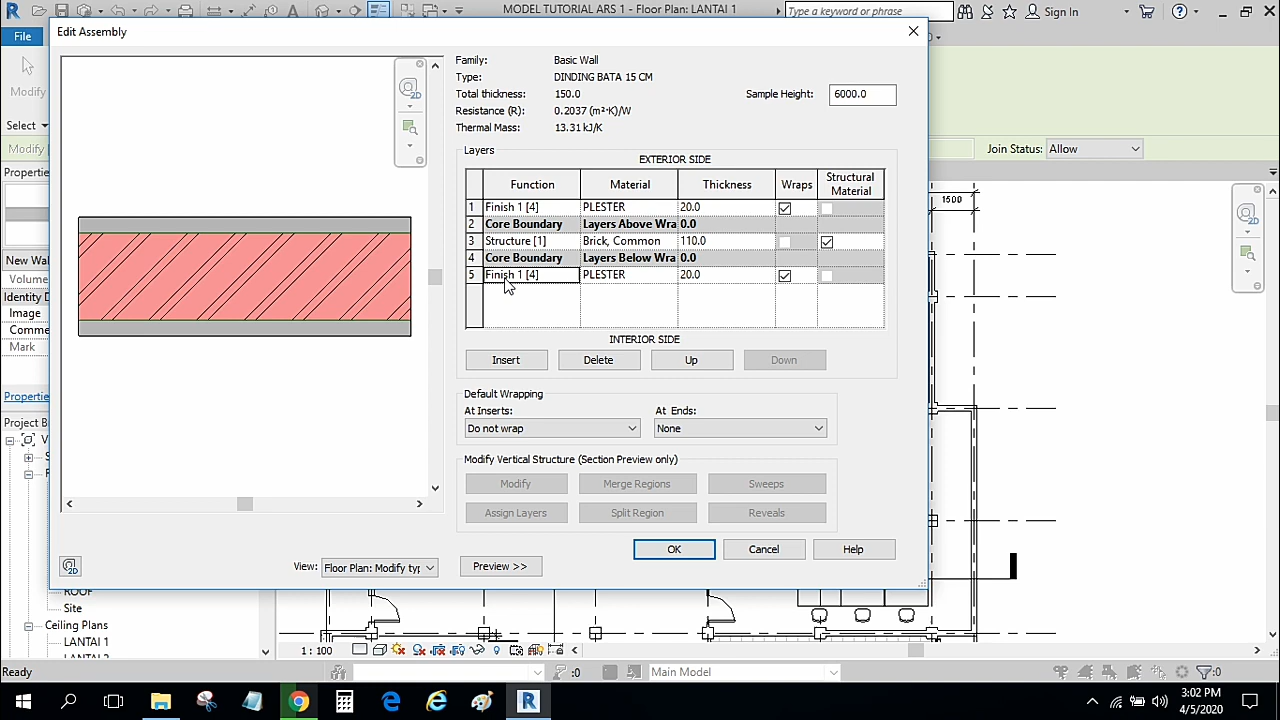 MODEL TUTORIAL ARS 1 - Floor Plan: LANTAI 1
Type a keyword or phrase
Sign In
File
Edit Assembly
Modify
Select
Modify
Join Status: Allow
Properties
New Wal
Volume
Identity D
Image
Comme
Mark
Properties
Project B
Family: Basic Wall
Type: DINDING BATA 15 CM
Total thickness: 150.0
Sample Height: 6000.0
Resistance (R): 0.2037 (m²·K)/W
Thermal Mass: 13.31 kJ/K
Layers
EXTERIOR SIDE
Function Material Thickness Wraps Structural Material
1 Finish 1 [4] PLESTER 20.0
2 Core Boundary Layers Above Wra 0.0
3 Structure [1] Brick, Common 110.0
4 Core Boundary Layers Below Wra 0.0
5 Finish 1 [4] PLESTER 20.0
INTERIOR SIDE
Insert Delete Up Down
Default Wrapping
At Inserts: At Ends:
Do not wrap None
Modify Vertical Structure (Section Preview only)
Modify Merge Regions Sweeps
Assign Layers Split Region Reveals
OK Cancel Help
View: Floor Plan: Modify typ
Preview >>
2D
2D
1500
ROOF
Site
Ceiling Plans
LANTAI 1
LANTAI 2
1 : 100
Ready
:0
Main Model
:0
3:02 PM
4/5/2020